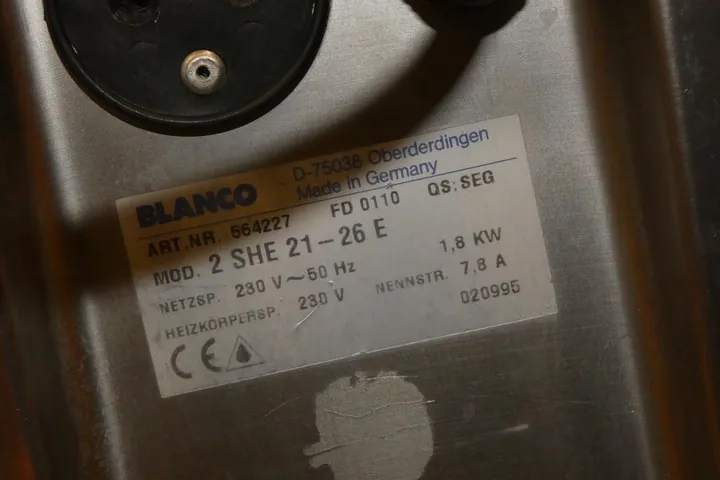 BLANCO D-75038 Oberderdingen
Made in Germany
ART.NR. 564227 FD 0110 QS:SEG
MOD. 2 SHE 21-26 E
NETZSP. 230 V~50 Hz 1,8 KW
HEIZKÖRPERSP. 230 V NENNSTR. 7,8 A
020995
CE